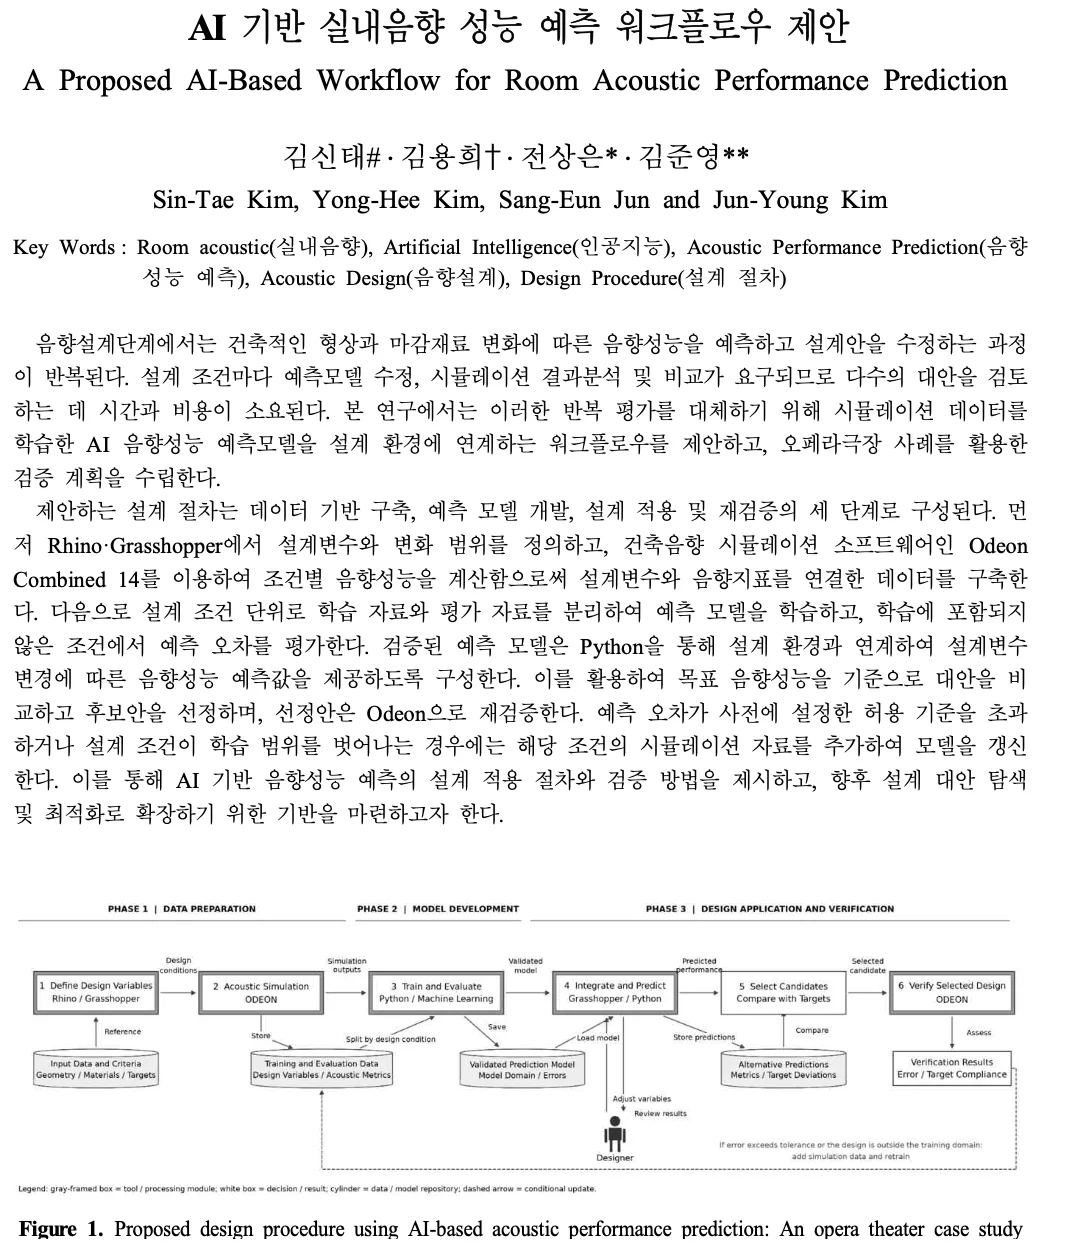 AI 기반 실내음향 성능 예측 워크플로우 제안
A Proposed AI-Based Workflow for Room Acoustic Performance Prediction
김신태# · 김용희† · 전상은* · 김준영**
Sin-Tae Kim, Yong-Hee Kim, Sang-Eun Jun and Jun-Young Kim
Key Words : Room acoustic(실내음향), Artificial Intelligence(인공지능), Acoustic Performance Prediction(음향
성능 예측), Acoustic Design(음향설계), Design Procedure(설계 절차)
음향설계단계에서는 건축적인 형상과 마감재료 변화에 따른 음향성능을 예측하고 설계안을 수정하는 과정
이 반복된다. 설계 조건마다 예측모델 수정, 시뮬레이션 결과분석 및 비교가 요구되므로 다수의 대안을 검토
하는 데 시간과 비용이 소요된다. 본 연구에서는 이러한 반복 평가를 대체하기 위해 시뮬레이션 데이터를
학습한 AI 음향성능 예측모델을 설계 환경에 연계하는 워크플로우를 제안하고, 오페라극장 사례를 활용한
검증 계획을 수립한다.
제안하는 설계 절차는 데이터 기반 구축, 예측 모델 개발, 설계 적용 및 재검증의 세 단계로 구성된다. 먼
저 Rhino·Grasshopper에서 설계변수와 변화 범위를 정의하고, 건축음향 시뮬레이션 소프트웨어인 Odeon
Combined 14를 이용하여 조건별 음향성능을 계산함으로써 설계변수와 음향지표를 연결한 데이터를 구축한
다. 다음으로 설계 조건 단위로 학습 자료와 평가 자료를 분리하여 예측 모델을 학습하고, 학습에 포함되지
않은 조건에서 예측 오차를 평가한다. 검증된 예측 모델은 Python을 통해 설계 환경과 연계하여 설계변수
변경에 따른 음향성능 예측값을 제공하도록 구성한다. 이를 활용하여 목표 음향성능을 기준으로 대안을 비
교하고 후보안을 선정하며, 선정안은 Odeon으로 재검증한다. 예측 오차가 사전에 설정한 허용 기준을 초과
하거나 설계 조건이 학습 범위를 벗어나는 경우에는 해당 조건의 시뮬레이션 자료를 추가하여 모델을 갱신
한다. 이를 통해 AI 기반 음향성능 예측의 설계 적용 절차와 검증 방법을 제시하고, 향후 설계 대안 탐색
및 최적화로 확장하기 위한 기반을 마련하고자 한다.
PHASE 1 | DATA PREPARATION
PHASE 2 | MODEL DEVELOPMENT
PHASE 3 | DESIGN APPLICATION AND VERIFICATION
Design
conditions
Simulation
outputs
Validated
model
Predicted
performance
Selected
candidate
1 Define Design Variables
Rhino / Grasshopper
2 Acoustic Simulation
ODEON
3 Train and Evaluate
Python / Machine Learning
4 Integrate and Predict
Grasshopper / Python
5 Select Candidates
Compare with Targets
6 Verify Selected Design
ODEON
Reference
Store
Split by design condition
Save
Load model
Store predictions
Compare
Assess
Input Data and Criteria
Geometry / Materials / Targets
Training and Evaluation Data
Design Variables / Acoustic Metrics
Validated Prediction Model
Model Domain / Errors
Alternative Predictions
Metrics / Target Deviations
Verification Results
Error / Target Compliance
Adjust variables
Review results
Designer
If error exceeds tolerance or the design is outside the training domain:
add simulation data and retrain
Legend: gray-framed box = tool / processing module; white box = decision / result; cylinder = data / model repository; dashed arrow = conditional update.
Figure 1. Proposed design procedure using AI-based acoustic performance prediction: An opera theater case study